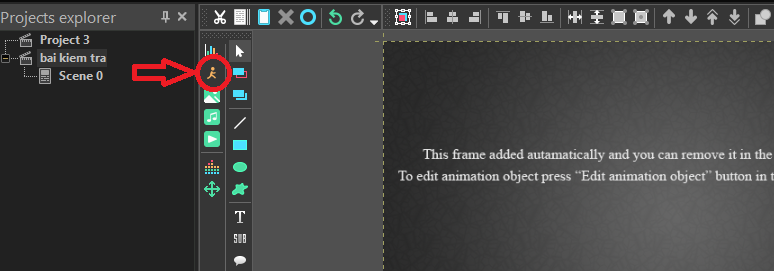 Projects explorer
Project 3
bai kiem tra
Scene 0
T
SUB
This frame added autamatically and you can remove it in the
To edit animation object press “Edit animation object” button in t